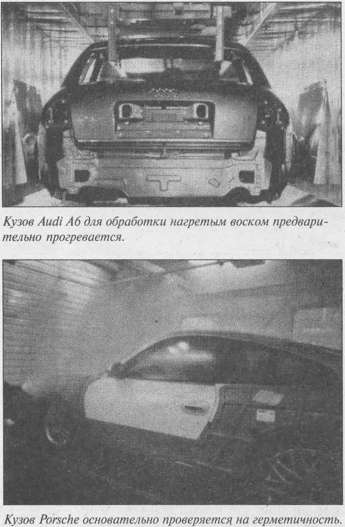 Кузов Audi A6 для обработки нагретым воском предвари-
тельно прогревается.
Кузов Porsche основательно проверяется на герметичность.